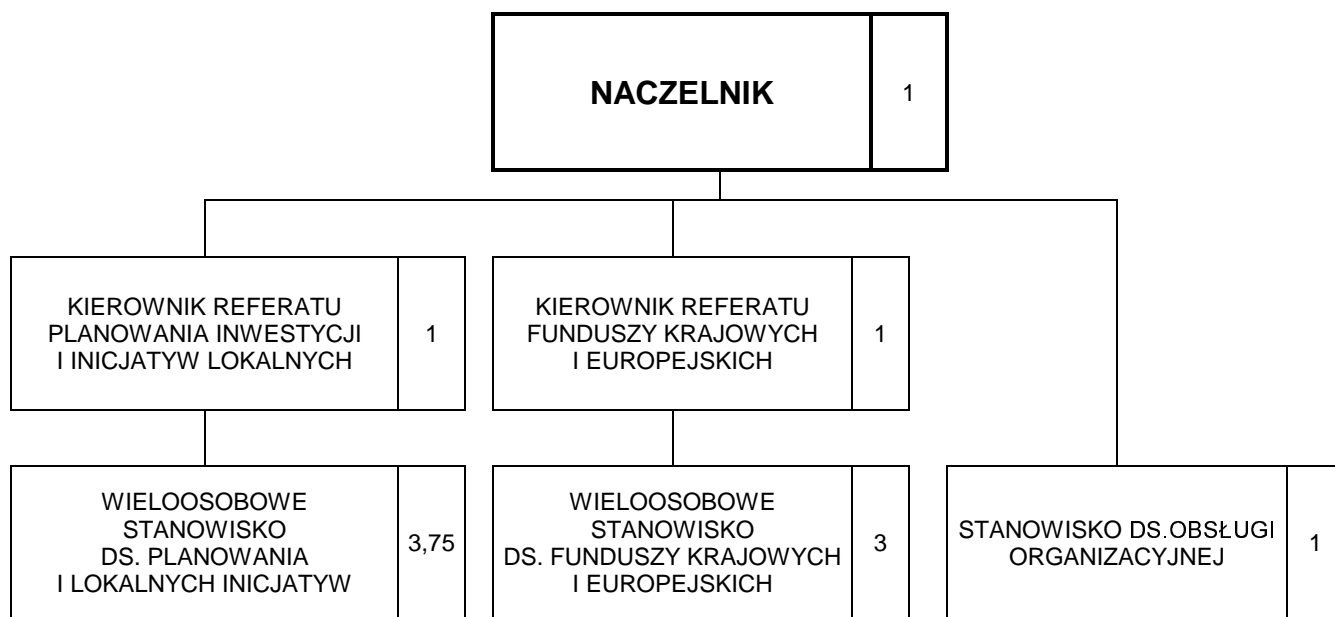 NACZELNIK
1
KIEROWNIK REFERATU
PLANOWANIA INWESTYCJI
I INICJATYW LOKALNYCH
1
KIEROWNIK REFERATU
FUNDUSZY KRAJOWYCH
I EUROPEJSKICH
1
WIELOOSOBOWE
STANOWISKO
DS. PLANOWANIA
I LOKALNYCH INICJATYW
3,75
WIELOOSOBOWE
STANOWISKO
DS. FUNDUSZY KRAJOWYCH
I EUROPEJSKICH
3
STANOWISKO DS.OBSŁUGI
ORGANIZACYJNEJ
1